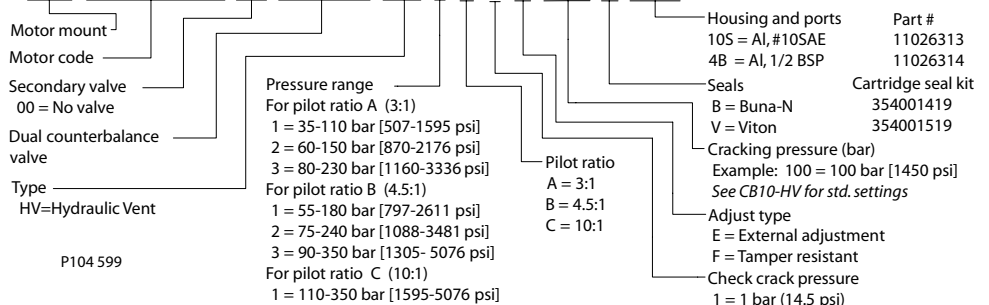 Motor mount
Motor code
Secondary valve
00 = No valve
Dual counterbalance
valve
Type
HV=Hydraulic Vent
P104 599
Pressure range
For pilot ratio A (3:1)
1 = 35-110 bar [507-1595 psi]
2 = 60-150 bar [870-2176 psi]
3 = 80-230 bar [1160-3336 psi]
For pilot ratio B (4.5:1)
1 = 55-180 bar [797-2611 psi]
2 = 75-240 bar [1088-3481 psi]
3 = 90-350 bar [1305- 5076 psi]
For pilot ratio C (10:1)
1 = 110-350 bar [1595-5076 psi]
Pilot ratio
A = 3:1
B = 4.5:1
C = 10:1
Housing and ports Part #
10S = Al, #10SAE 11026313
4B = Al, 1/2 BSP 11026314
Seals Cartridge seal kit
B = Buna-N 354001419
V = Viton 354001519
Cracking pressure (bar)
Example: 100 = 100 bar [1450 psi]
See CB10-HV for std. settings
Adjust type
E = External adjustment
F = Tamper resistant
Check crack pressure
1 = 1 bar (14.5 psi)